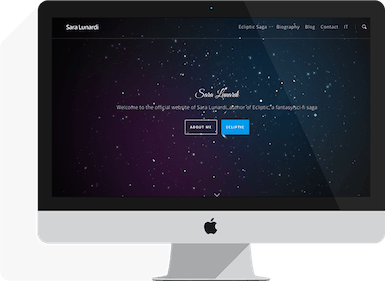 Sara Lunardi
Ecliptic Saga Biography Blog Contact IT
Sara Lunardi
Welcome to the official website of Sara Lunardi, author of Ecliptic, a fantasy/sci-fi saga
ABOUT ME ECLIPTIC